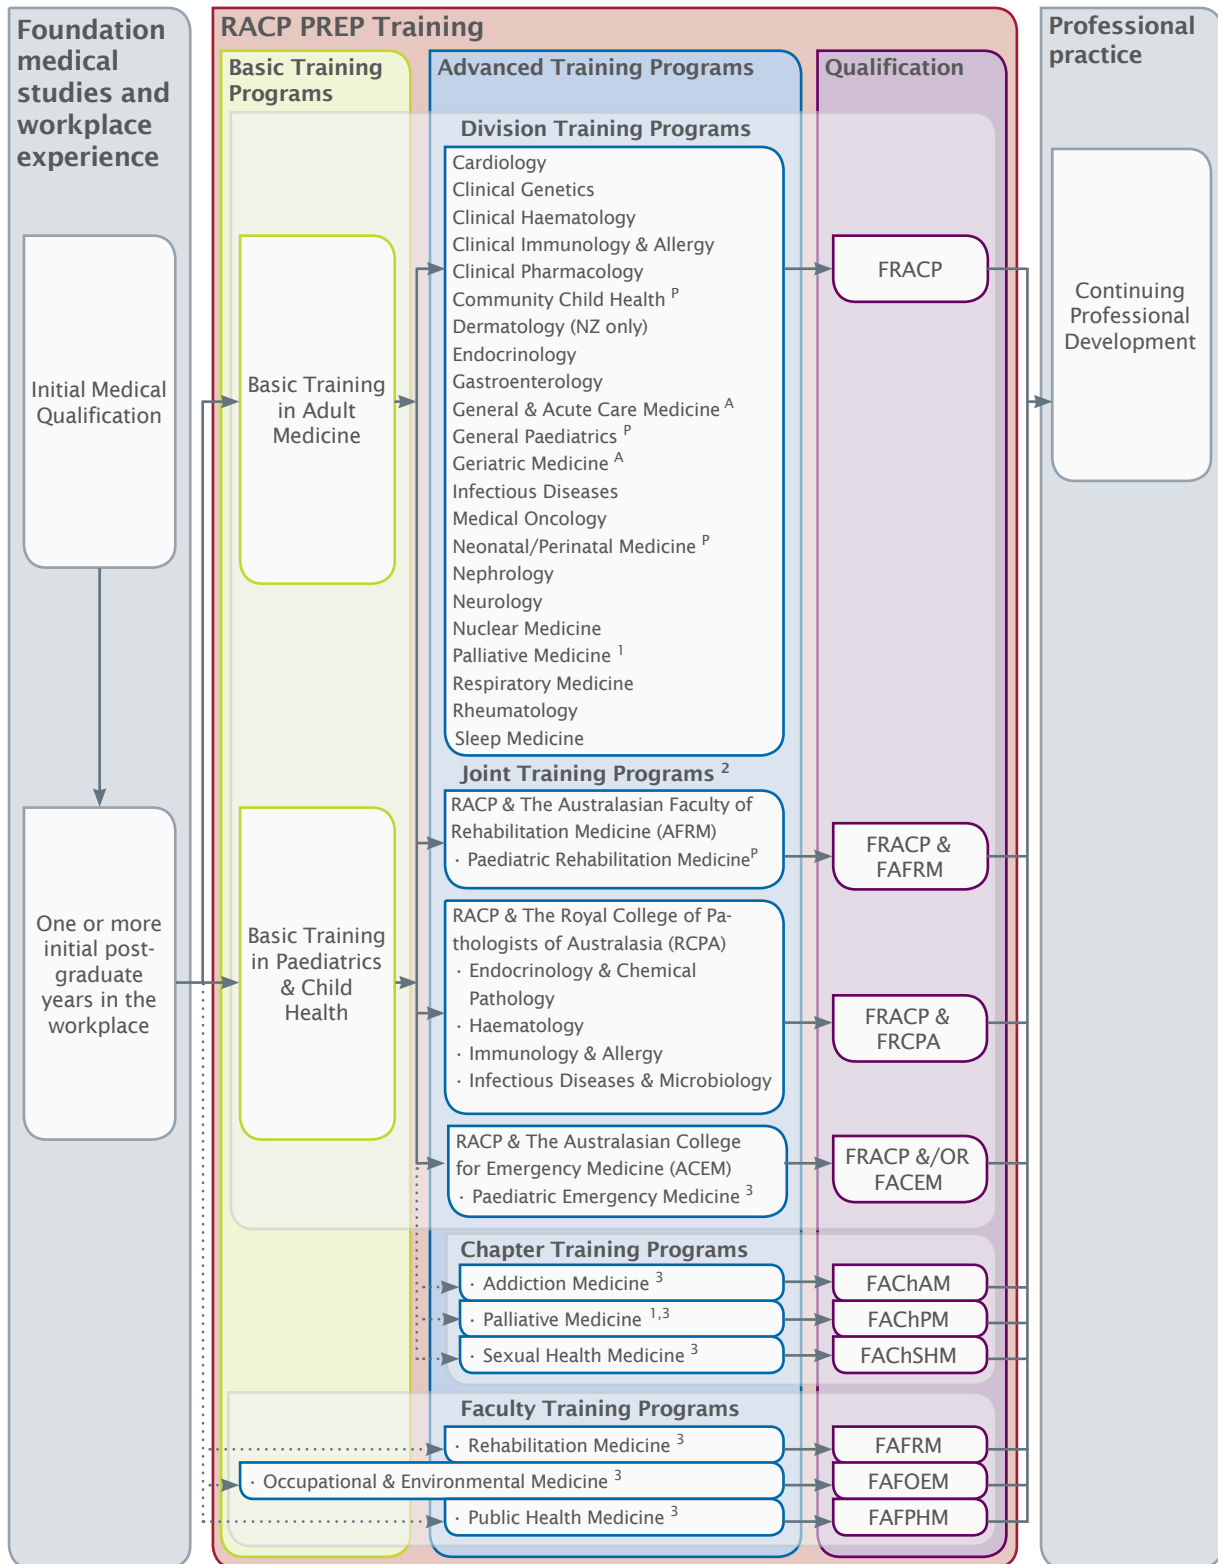 Foundation
medical
studies and
workplace
experience
Initial Medical
Qualification
One or more
initial post-
graduate
years in the
workplace
RACP PREP Training
Basic Training
Programs
Basic Training
in Adult
Medicine
Basic Training
in Paediatrics
& Child
Health
Advanced Training Programs
Division Training Programs
Cardiology
Clinical Genetics
Clinical Haematology
Clinical Immunology & Allergy
Clinical Pharmacology
Community Child Health P
Dermatology (NZ only)
Endocrinology
Gastroenterology
General & Acute Care Medicine A
General Paediatrics P
Geriatric Medicine A
Infectious Diseases
Medical Oncology
Neonatal/Perinatal Medicine P
Nephrology
Neurology
Nuclear Medicine
Palliative Medicine 1
Respiratory Medicine
Rheumatology
Sleep Medicine
Joint Training Programs 2
RACP & The Australasian Faculty of
Rehabilitation Medicine (AFRM)
· Paediatric Rehabilitation MedicineP
RACP & The Royal College of Pa-
thologists of Australasia (RCPA)
· Endocrinology & Chemical
Pathology
· Haematology
· Immunology & Allergy
· Infectious Diseases & Microbiology
RACP & The Australasian College
for Emergency Medicine (ACEM)
· Paediatric Emergency Medicine 3
Chapter Training Programs
· Addiction Medicine 3
· Palliative Medicine 1,3
· Sexual Health Medicine 3
Faculty Training Programs
· Rehabilitation Medicine 3
· Occupational & Environmental Medicine 3
· Public Health Medicine 3
Qualification
FRACP
FRACP &
FAFRM
FRACP &
FRCPA
FRACP &/OR
FACEM
FAChAM
FAChPM
FAChSHM
FAFRM
FAFOEM
FAFPHM
Professional
practice
Continuing
Professional
Development